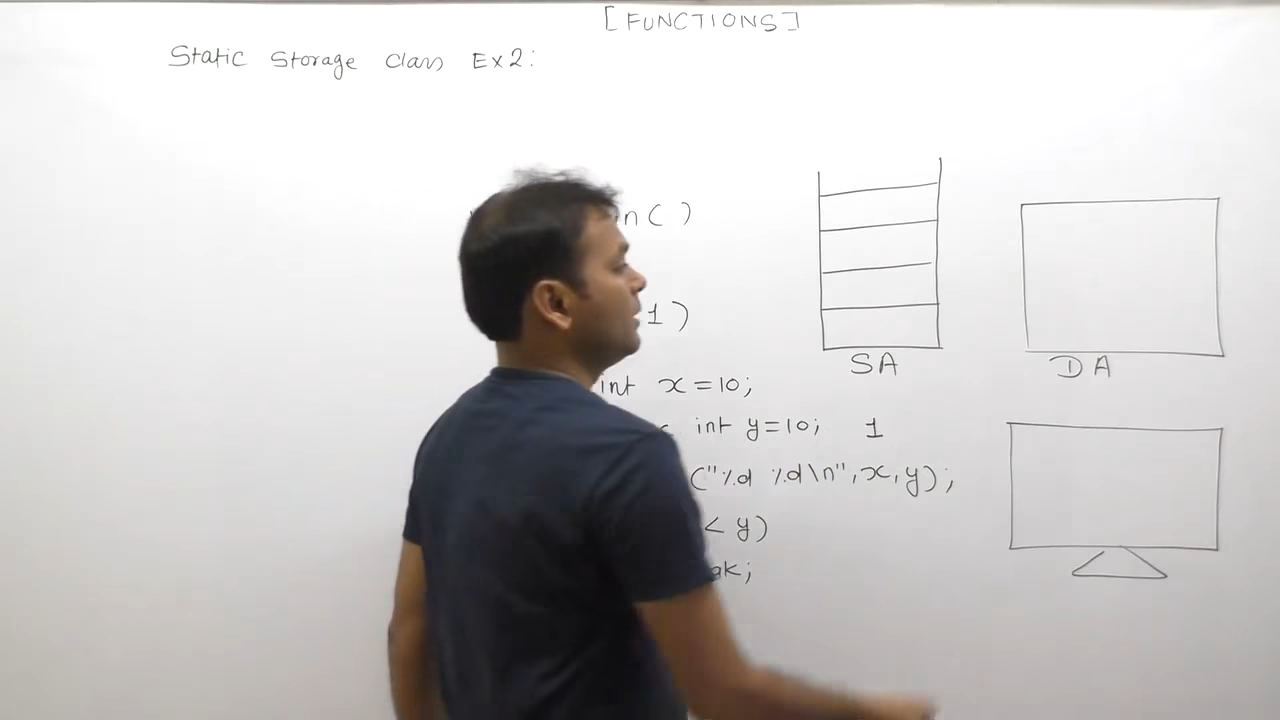 [FUNCTIONS]
Static Storage class Ex2:
n( )
1)
int x=10;
int y=10; 1
("%d %d\n",x,y);
< y)
ak;
SA
DA